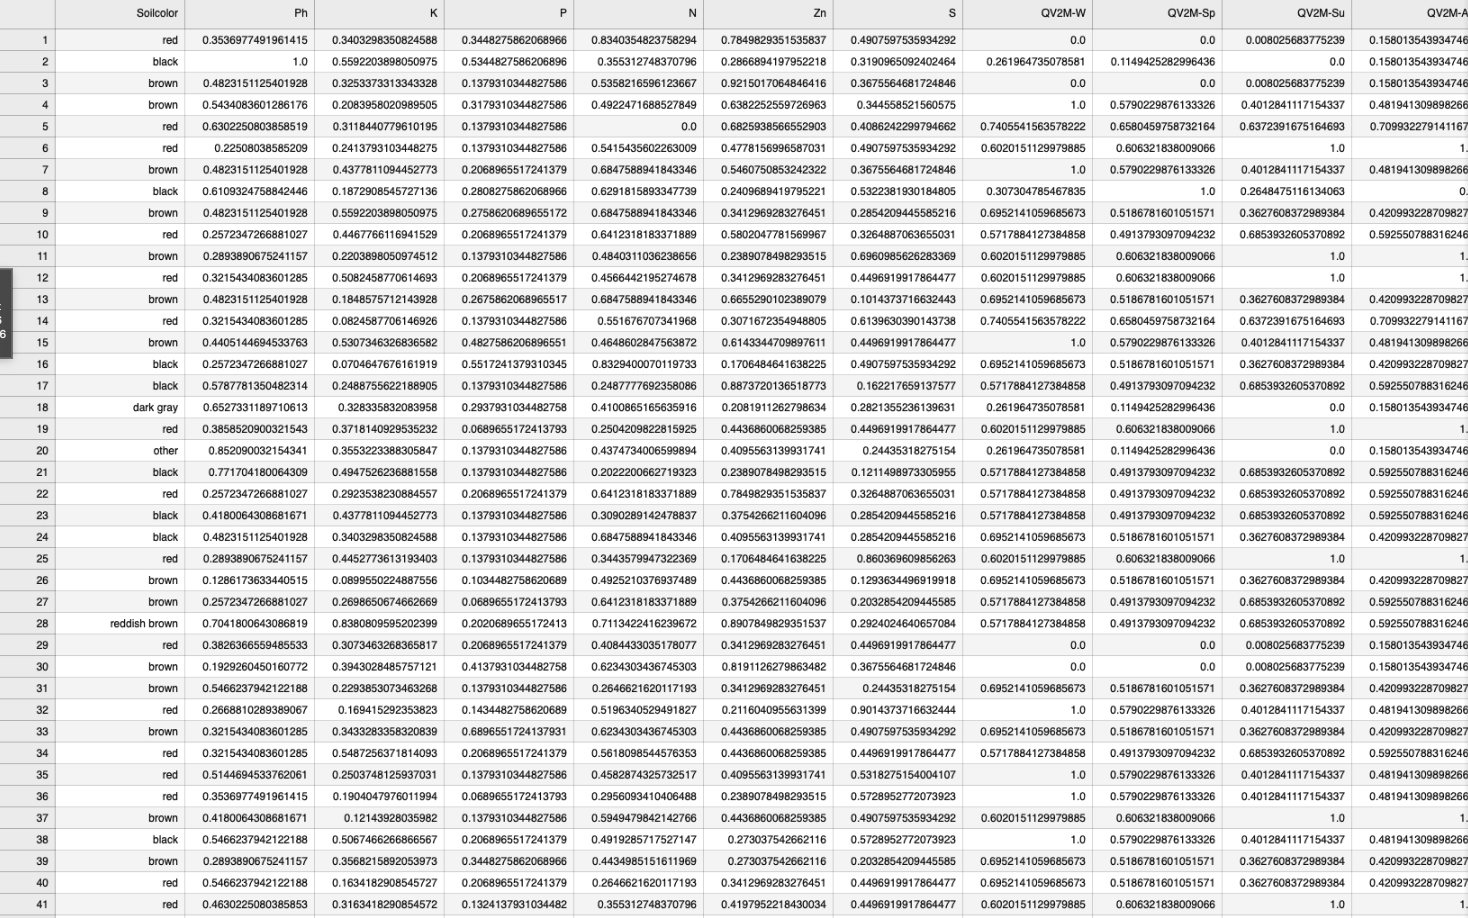 Soilcolor Ph K P N Zn S QV2M-W QV2M-Sp QV2M-Su QV2M-A
1 red 0.3536977491961415 0.3403298350824588 0.3448275862068966 0.8340354823758294 0.7849829351535837 0.4907597535934292 0.0 0.0 0.008025683775239 0.158013543934746
2 black 1.0 0.5592203898050975 0.5344827586206896 0.355312748370796 0.2866894197952218 0.3190965092402464 0.261964735078581 0.1149425282996436 0.0 0.158013543934746
3 brown 0.4823151125401928 0.3253373313343328 0.1379310344827586 0.5358216596123667 0.9215017064846416 0.3675564681724846 0.0 0.0 0.008025683775239 0.158013543934746
4 brown 0.5434083601286176 0.2083958020989505 0.3179310344827586 0.4922471688527849 0.6382252559726963 0.344558521560575 1.0 0.5790229876133326 0.4012841117154337 0.481941309898266
5 red 0.6302250803858519 0.3118440779610195 0.1379310344827586 0.0 0.6825938566552903 0.4086242299794662 0.7405541563578222 0.6580459758732164 0.6372391675164693 0.709932279141167
6 red 0.22508038585209 0.2413793103448275 0.1379310344827586 0.5415435602263009 0.4778156996587031 0.4907597535934292 0.6020151129979885 0.606321838009066 1.0 1.
7 brown 0.4823151125401928 0.4377811094452773 0.2068965517241379 0.6847588941843346 0.5460750853242322 0.3675564681724846 1.0 0.5790229876133326 0.4012841117154337 0.481941309898266
8 black 0.6109324758842446 0.1872908545727136 0.2808275862068966 0.6291815893347739 0.2409689419795221 0.5322381930184805 0.307304785467835 1.0 0.2648475116134063 0.
9 brown 0.4823151125401928 0.5592203898050975 0.275862068965517​2 0.6847588941843346 0.3412969283276451 0.2854209445585216 0.6952141059685673 0.5186781601051571 0.3627608372989384 0.420993228709827
10 red 0.2572347266881027 0.4467766116941529 0.2068965517241379 0.6412318183371889 0.5802047781569967 0.3264887063655031 0.5717884127384858 0.4913793097094232 0.6853932605370892 0.592550788316246
11 brown 0.2893890675241157 0.2203898050974512 0.1379310344827586 0.4840311036238656 0.2389078498293515 0.6960985626283369 0.6020151129979885 0.606321838009066 1.0 1.
12 red 0.3215434083601285 0.5082458770614693 0.2068965517241379 0.4566442195274678 0.3412969283276451 0.4496919917864477 0.6020151129979885 0.606321838009066 1.0 1.
13 brown 0.4823151125401928 0.1848575712143928 0.2675862068965517 0.6847588941843346 0.6655290102389079 0.1014373716632443 0.6952141059685673 0.5186781601051571 0.3627608372989384 0.420993228709827
14 red 0.3215434083601285 0.0824587706146926 0.1379310344827586 0.551676707341968 0.3071672354948805 0.6139630390143738 0.7405541563578222 0.6580459758732164 0.6372391675164693 0.709932279141167
15 brown 0.4405144694533763 0.5307346326836582 0.4827586206896551 0.4648602847563872 0.6143344709897611 0.4496919917864477 1.0 0.5790229876133326 0.4012841117154337 0.481941309898266
16 black 0.2572347266881027 0.0704647676161919 0.5517241379310345 0.8329400070119733 0.1706484641638225 0.4907597535934292 0.6952141059685673 0.5186781601051571 0.3627608372989384 0.420993228709827
17 black 0.5787781350482314 0.2488755622188905 0.1379310344827586 0.2487777692358086 0.8873720136518773 0.162217659137577 0.5717884127384858 0.4913793097094232 0.6853932605370892 0.592550788316246
18 dark gray 0.6527331189710613 0.328335832083958 0.2937931034482758 0.4100865165635916 0.2081911262798634 0.2821355236139631 0.261964735078581 0.1149425282996436 0.0 0.158013543934746
19 red 0.3858520900321543 0.3718140929535232 0.0689655172413793 0.2504209822815925 0.4436860068259385 0.4496919917864477 0.6020151129979885 0.606321838009066 1.0 1.
20 other 0.852090032154341 0.3553223388305847 0.1379310344827586 0.4374734006599894 0.4095563139931741 0.24435318275154 0.261964735078581 0.1149425282996436 0.0 0.158013543934746
21 black 0.771704180064309 0.4947526236881558 0.1379310344827586 0.2022200662719323 0.2389078498293515 0.1211498973305955 0.5717884127384858 0.4913793097094232 0.6853932605370892 0.592550788316246
22 red 0.2572347266881027 0.2923538230884557 0.2068965517241379 0.6412318183371889 0.7849829351535837 0.3264887063655031 0.5717884127384858 0.4913793097094232 0.6853932605370892 0.592550788316246
23 black 0.4180064308681671 0.4377811094452773 0.1379310344827586 0.3090289142478837 0.3754266211604096 0.2854209445585216 0.5717884127384858 0.4913793097094232 0.6853932605370892 0.592550788316246
24 black 0.4823151125401928 0.3403298350824588 0.1379310344827586 0.6847588941843346 0.4095563139931741 0.2854209445585216 0.6952141059685673 0.5186781601051571 0.3627608372989384 0.420993228709827
25 red 0.2893890675241157 0.4452773613193403 0.1379310344827586 0.3443579947322369 0.1706484641638225 0.860369609856263 0.6020151129979885 0.606321838009066 1.0 1.
26 brown 0.1286173633440515 0.0899550224887556 0.1034482758620689 0.4925210376937489 0.4436860068259385 0.1293634496919918 0.6952141059685673 0.5186781601051571 0.3627608372989384 0.420993228709827
27 brown 0.2572347266881027 0.2698650674662669 0.0689655172413793 0.6412318183371889 0.3754266211604096 0.2032854209445585 0.5717884127384858 0.4913793097094232 0.6853932605370892 0.592550788316246
28 reddish brown 0.7041800643086819 0.8380809595202399 0.2020689655172413 0.7113422416239672 0.8907849829351537 0.2924024640657084 0.5717884127384858 0.4913793097094232 0.6853932605370892 0.592550788316246
29 red 0.3826366559485533 0.3073463268365817 0.2068965517241379 0.4084433035178077 0.3412969283276451 0.4496919917864477 0.0 0.0 0.008025683775239 0.158013543934746
30 brown 0.1929260450160772 0.3943028485757121 0.4137931034482758 0.6234303436745303 0.8191126279863482 0.3675564681724846 0.0 0.0 0.008025683775239 0.158013543934746
31 brown 0.5466237942122188 0.2293853073463268 0.1379310344827586 0.2646621620117193 0.3412969283276451 0.24435318275154 0.6952141059685673 0.5186781601051571 0.3627608372989384 0.420993228709827
32 red 0.2668810289389067 0.169415292353823 0.1434482758620689 0.5196340529491827 0.2116040955631399 0.9014373716632444 1.0 0.5790229876133326 0.4012841117154337 0.481941309898266
33 brown 0.3215434083601285 0.3433283358320839 0.6896551724137931 0.6234303436745303 0.4436860068259385 0.4907597535934292 0.6952141059685673 0.5186781601051571 0.3627608372989384 0.420993228709827
34 red 0.3215434083601285 0.5487256371814093 0.2068965517241379 0.5618098544576353 0.4436860068259385 0.4496919917864477 0.5717884127384858 0.4913793097094232 0.6853932605370892 0.592550788316246
35 red 0.5144694533762061 0.2503748125937031 0.1379310344827586 0.4582874325732517 0.4095563139931741 0.5318275154004107 1.0 0.5790229876133326 0.4012841117154337 0.481941309898266
36 red 0.3536977491961415 0.1904047976011994 0.0689655172413793 0.2956093410406488 0.2389078498293515 0.5728952772073923 1.0 0.5790229876133326 0.4012841117154337 0.481941309898266
37 brown 0.4180064308681671 0.12143928035982 0.1379310344827586 0.5949479842142766 0.4436860068259385 0.4907597535934292 0.6020151129979885 0.606321838009066 1.0 1.
38 black 0.5466237942122188 0.5067466266866567 0.2068965517241379 0.4919285717527147 0.273037542662116 0.5728952772073923 1.0 0.5790229876133326 0.4012841117154337 0.481941309898266
39 brown 0.2893890675241157 0.3568215892053973 0.3448275862068966 0.4434985151611969 0.273037542662116 0.2032854209445585 0.6952141059685673 0.5186781601051571 0.3627608372989384 0.420993228709827
40 red 0.5466237942122188 0.1634182908545727 0.2068965517241379 0.2646621620117193 0.3412969283276451 0.4496919917864477 0.6952141059685673 0.5186781601051571 0.3627608372989384 0.420993228709827
41 red 0.4630225080385853 0.3163418290854572 0.1324137931034482 0.355312748370796 0.4197952218430034 0.4496919917864477 0.6020151129979885 0.606321838009066 1.0 1.